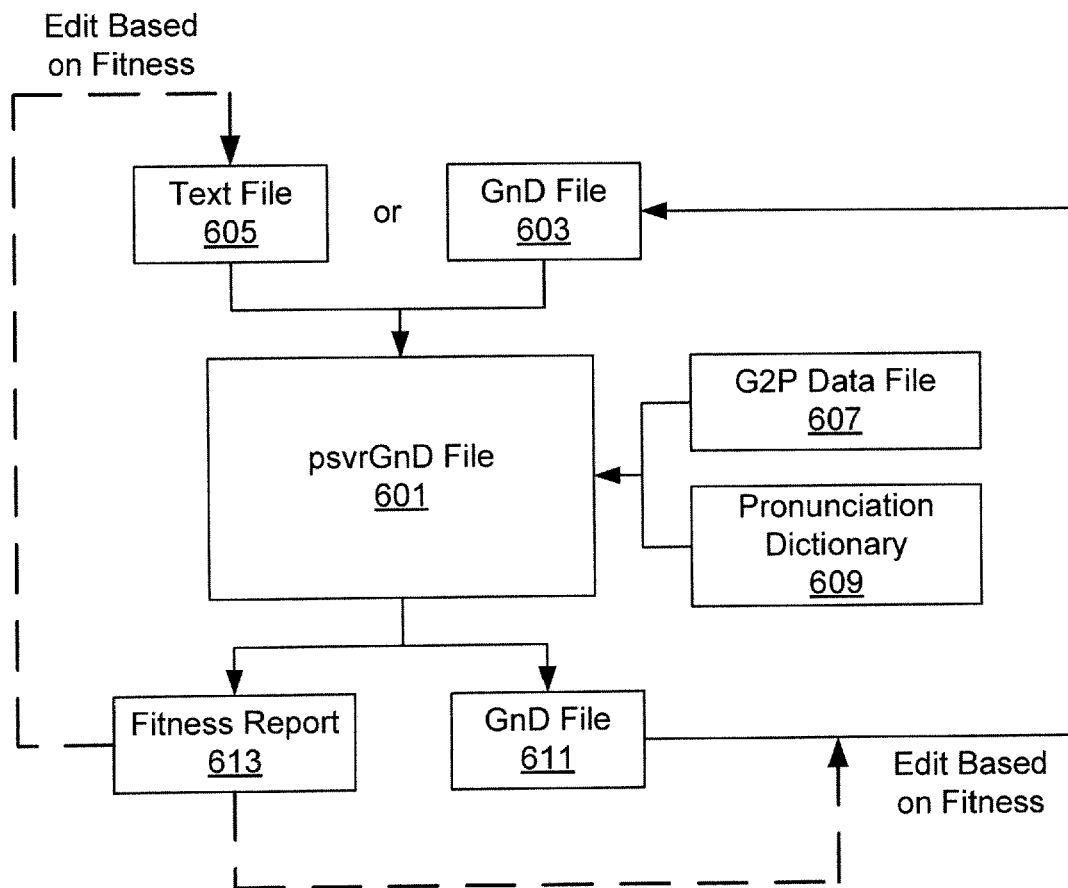 Edit Based
on Fitness
Text File
605
or
GnD File
603
psvrGnD File
601
G2P Data File
607
Pronunciation
Dictionary
609
Fitness Report
613
GnD File
611
Edit Based
on Fitness